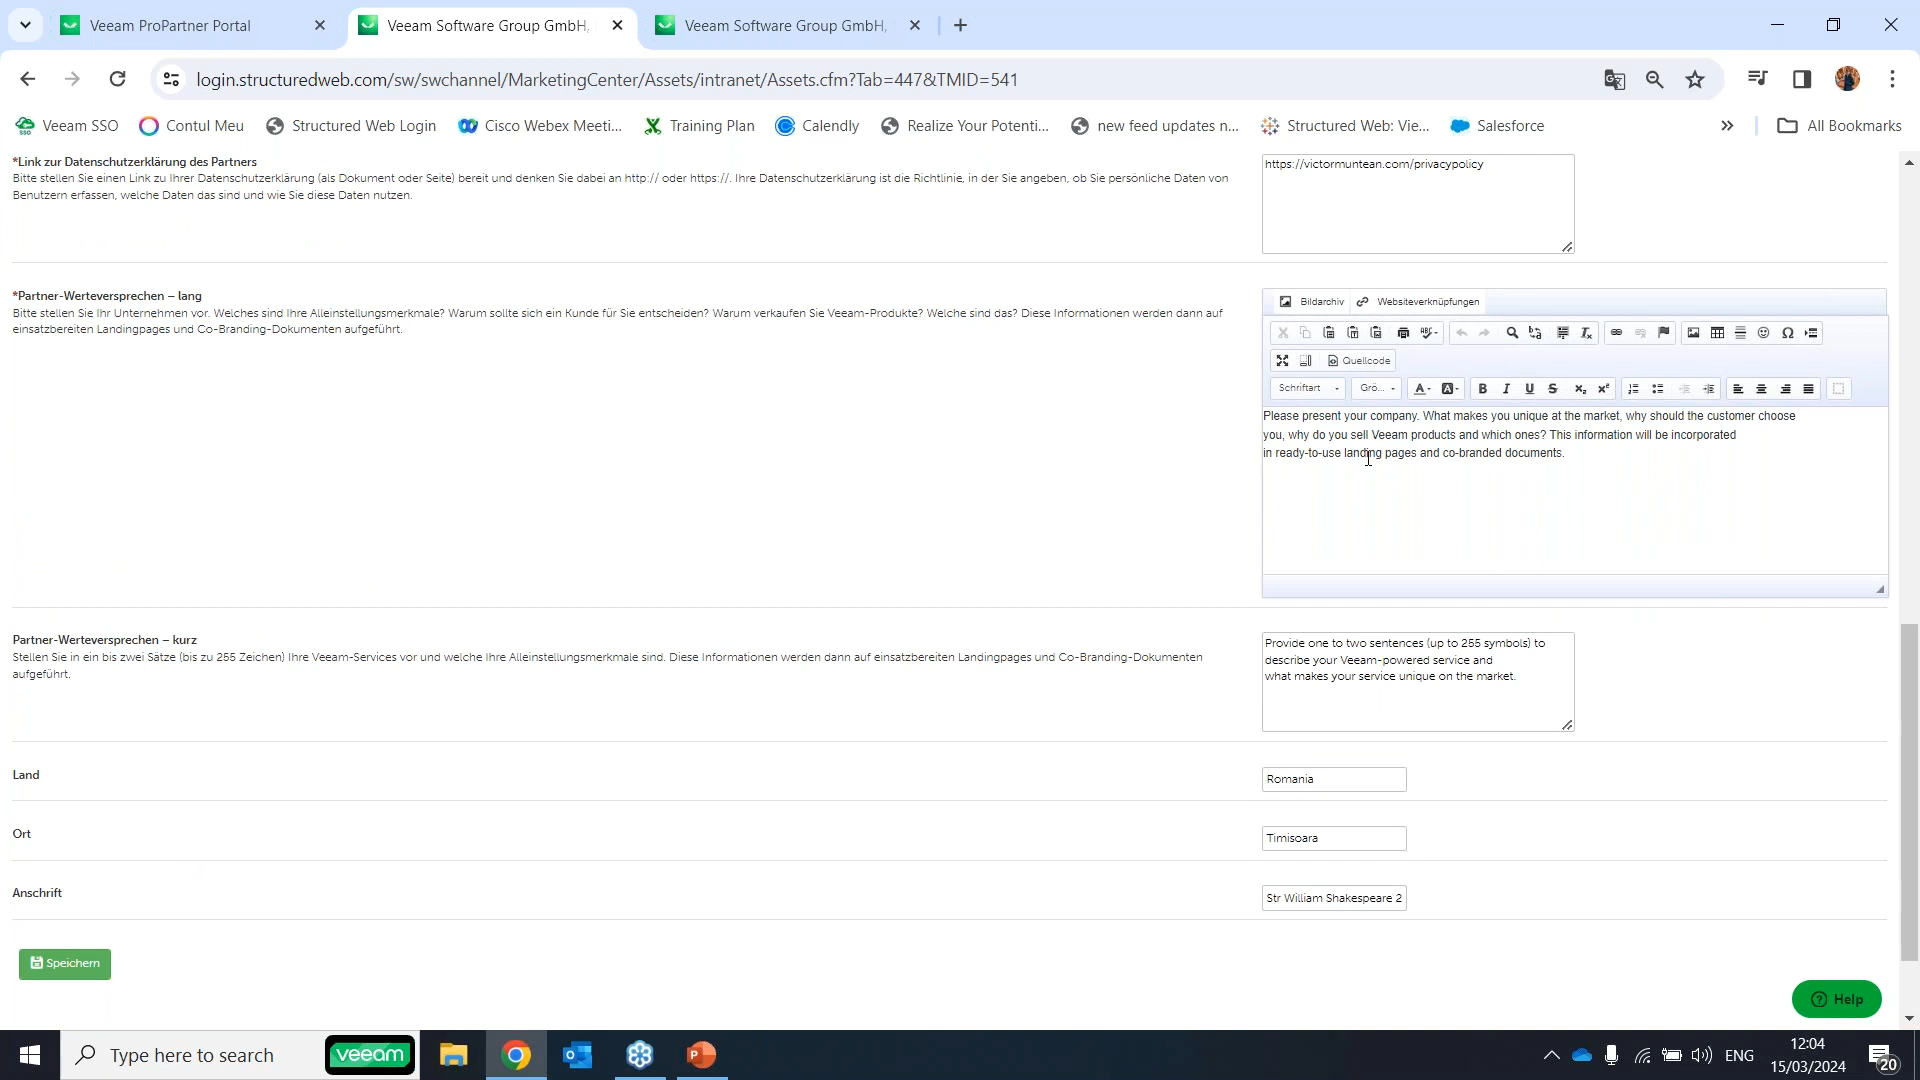 Veeam ProPartner Portal
Veeam Software Group GmbH,
Veeam Software Group GmbH,
login.structuredweb.com/sw/swchannel/MarketingCenter/Assets/intranet/Assets.cfm?Tab=447&TMID=541
Veeam SSO
Contul Meu
Structured Web Login
Cisco Webex Meeti...
Training Plan
Calendly
Realize Your Potenti...
new feed updates n...
Structured Web: Vie...
Salesforce
All Bookmarks
*Link zur Datenschutzerklärung des Partners
Bitte stellen Sie einen Link zu Ihrer Datenschutzerklärung (als Dokument oder Seite) bereit und denken Sie dabei an http:// oder https://. Ihre Datenschutzerklärung ist die Richtlinie, in der Sie angeben, ob Sie persönliche Daten von
Benutzern erfassen, welche Daten das sind und wie Sie diese Daten nutzen.
https://victormuntean.com/privacypolicy
*Partner-Werteversprechen – lang
Bitte stellen Sie Ihr Unternehmen vor. Welches sind Ihre Alleinstellungsmerkmale? Warum sollte sich ein Kunde für Sie entscheiden? Warum verkaufen Sie Veeam-Produkte? Welche sind das? Diese Informationen werden dann auf
einsatzbereiten Landingpages und Co-Branding-Dokumenten aufgeführt.
Bildarchiv
Websiteverknüpfungen
Quellcode
Schriftart
Grö...
Please present your company. What makes you unique at the market, why should the customer choose
you, why do you sell Veeam products and which ones? This information will be incorporated
in ready-to-use landing pages and co-branded documents.
Partner-Werteversprechen – kurz
Stellen Sie in ein bis zwei Sätze (bis zu 255 Zeichen) Ihre Veeam-Services vor und welche Ihre Alleinstellungsmerkmale sind. Diese Informationen werden dann auf einsatzbereiten Landingpages und Co-Branding-Dokumenten
aufgeführt.
Provide one to two sentences (up to 255 symbols) to
describe your Veeam-powered service and
what makes your service unique on the market.
Land
Romania
Ort
Timisoara
Anschrift
Str William Shakespeare 2
Speichern
Help
Type here to search
veeam
ENG
12:04
15/03/2024
20